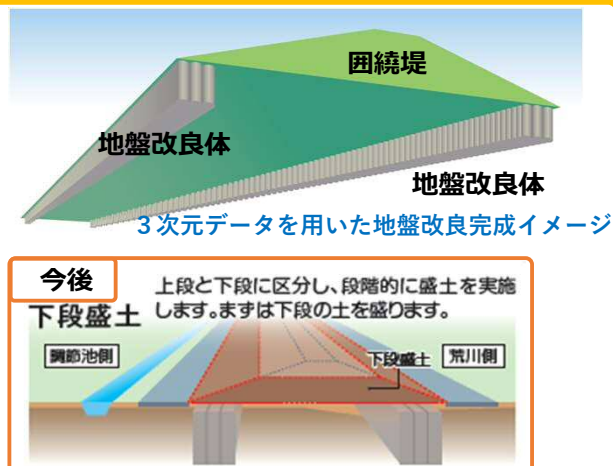 囲繞堤
地盤改良体
地盤改良体
3次元データを用いた地盤改良完成イメージ
今後
上段と下段に区分し、段階的に盛土を実施
します。まずは下段の土を盛ります。
下段盛土
調節池側
下段盛土
荒川側